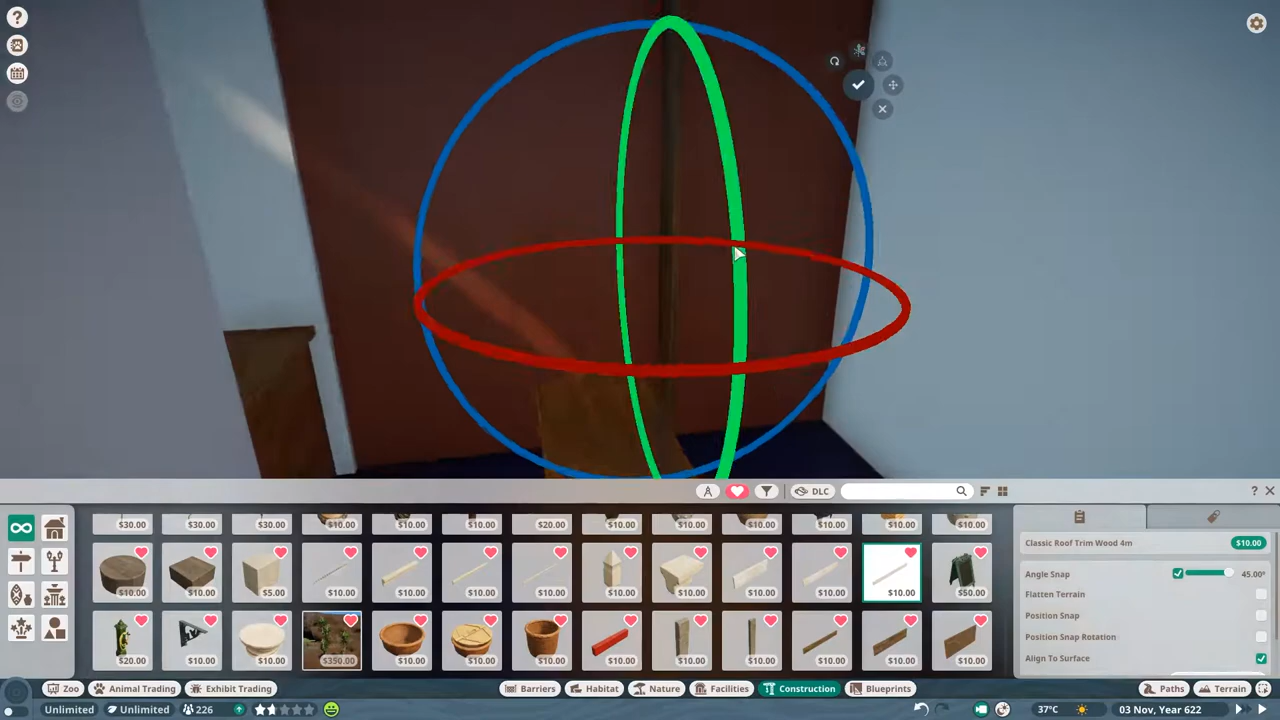 DLC
? ×
$30.00 $30.00 $30.00 $10.00 $10.00 $10.00 $20.00 $10.00 $10.00 $10.00 $10.00 $10.00 $10.00
$10.00 $10.00 $5.00 $10.00 $10.00 $10.00 $10.00 $10.00 $10.00 $10.00 $10.00 $10.00 $50.00
$20.00 $10.00 $10.00 $350.00 $10.00 $10.00 $10.00 $10.00 $10.00 $10.00 $10.00 $10.00 $10.00
Classic Roof Trim Wood 4m $10.00
Angle Snap 45.00°
Flatten Terrain
Position Snap
Position Snap Rotation
Align To Surface
Zoo Animal Trading Exhibit Trading Barriers Habitat Nature Facilities Construction Blueprints Paths Terrain
Unlimited Unlimited 226 37°C 03 Nov, Year 622